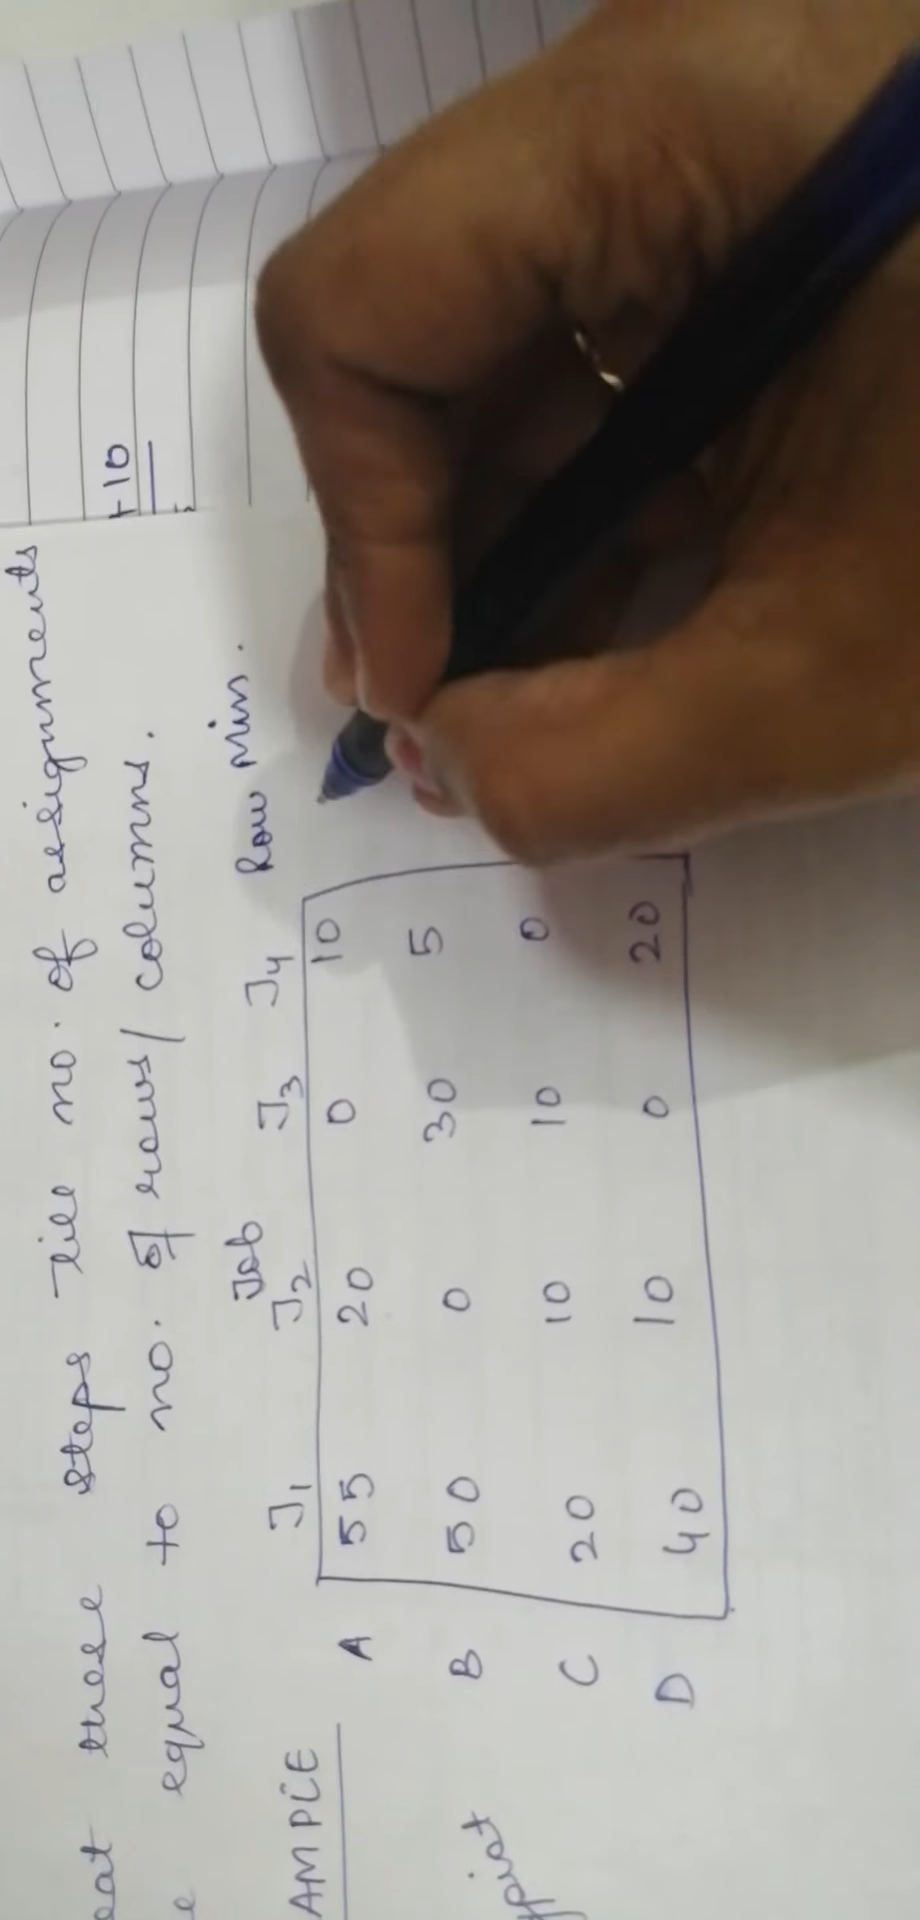 eat these steps till no. of assignments
e equal to no. of rows/columns.
+10
AMPLE
Job
Row min.
J1 J2 J3 J4
A 55 20 0 10
B 50 0 30 5
C 20 10 10 0
D 40 10 0 20
pist